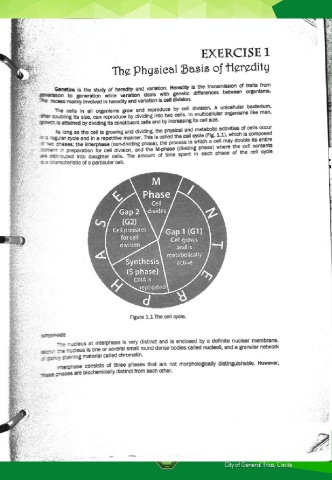 EXERCISE 1
The Physical Basis of Heredity
Genetics is the study of heredity and variation. Heredity is the transmission of traits from
generation to generation while variation deals with genetic differences between organisms.
The process mainly involved in heredity and variation is cell division.
The cells in all organisms grow and reproduce by cell division. A unicellular bacterium,
after doubling its size, can reproduce by dividing into two cells. In multicellular organisms like man,
growth is attained by dividing its constituent cells and by increasing its cell size.
As long as the cell is growing and dividing, the physical and metabolic activities of cells occur
in a regular cycle and in a repetitive manner. This is called the cell cycle (Fig. 1.1), which is composed
of two phases: the interphase (non-dividing phase), the process in which a cell may double its entire
content in preparation for cell division, and the M-phase (dividing phase) where the cell contents
are distributed into daughter cells. The amount of time spent in each phase of the cell cycle
is a characteristic of a particular cell.
M
Phase
Cell
divides
INTERPHASE
Gap 2
(G2)
Cell prepares
for cell
division
Gap 1 (G1)
Cell grows
and is
metabolically
active
Synthesis
(S phase)
DNA is
replicated
Figure 1.1 The cell cycle.
INTERPHASE
The nucleus at interphase is very distinct and is enclosed by a definite nuclear membrane.
Within the nucleus is one or several small round dense bodies called nucleoli, and a granular network
of darkly staining material called chromatin.
Interphase consists of three phases that are not morphologically distinguishable. However,
these phases are biochemically distinct from each other.
City of General Trias, Cavite